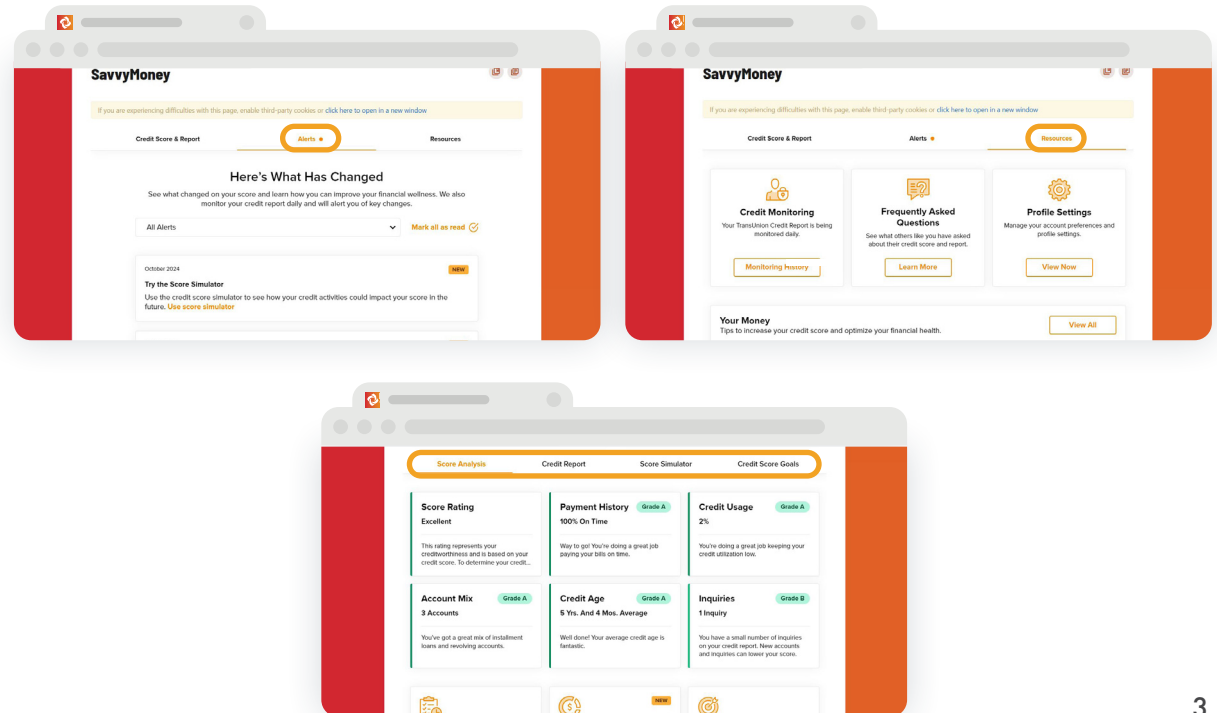 SavvyMoney
If you are experiencing difficulties with this page, enable third-party cookies or click here to open in a new window
Credit Score & Report
Alerts
Resources
Here's What Has Changed
See what changed on your score and learn how you can improve your financial wellness. We also
monitor your credit report daily and will alert you of key changes.
All Alerts
Mark all as read
October 2024
NEW
Try the Score Simulator
Use the credit score simulator to see how your credit activities could impact your score in the
future. Use score simulator
SavvyMoney
If you are experiencing difficulties with this page, enable third-party cookies or click here to open in a new window
Credit Score & Report
Alerts
Resources
Credit Monitoring
Your TransUnion Credit Report is being
monitored daily.
Monitoring History
Frequently Asked
Questions
See what others like you have asked
about their credit score and report.
Learn More
Profile Settings
Manage your account preferences and
profile settings.
View Now
Your Money
Tips to increase your credit score and optimize your financial health.
View All
Score Analysis
Credit Report
Score Simulator
Credit Score Goals
Score Rating
Excellent
This rating represents your
creditworthiness and is based on your
credit score. To determine your credit...
Payment History
Grade A
100% On Time
Way to go! You're doing a great job
paying your bills on time.
Credit Usage
Grade A
2%
You're doing a great job keeping your
credit utilization low.
Account Mix
Grade A
3 Accounts
You've got a great mix of installment
loans and revolving accounts.
Credit Age
Grade A
5 Yrs. And 4 Mos. Average
Well done! Your average credit age is
fantastic.
Inquiries
Grade B
1 Inquiry
You have a small number of inquiries
on your credit report. New accounts
and inquiries can lower your score.
NEW
3